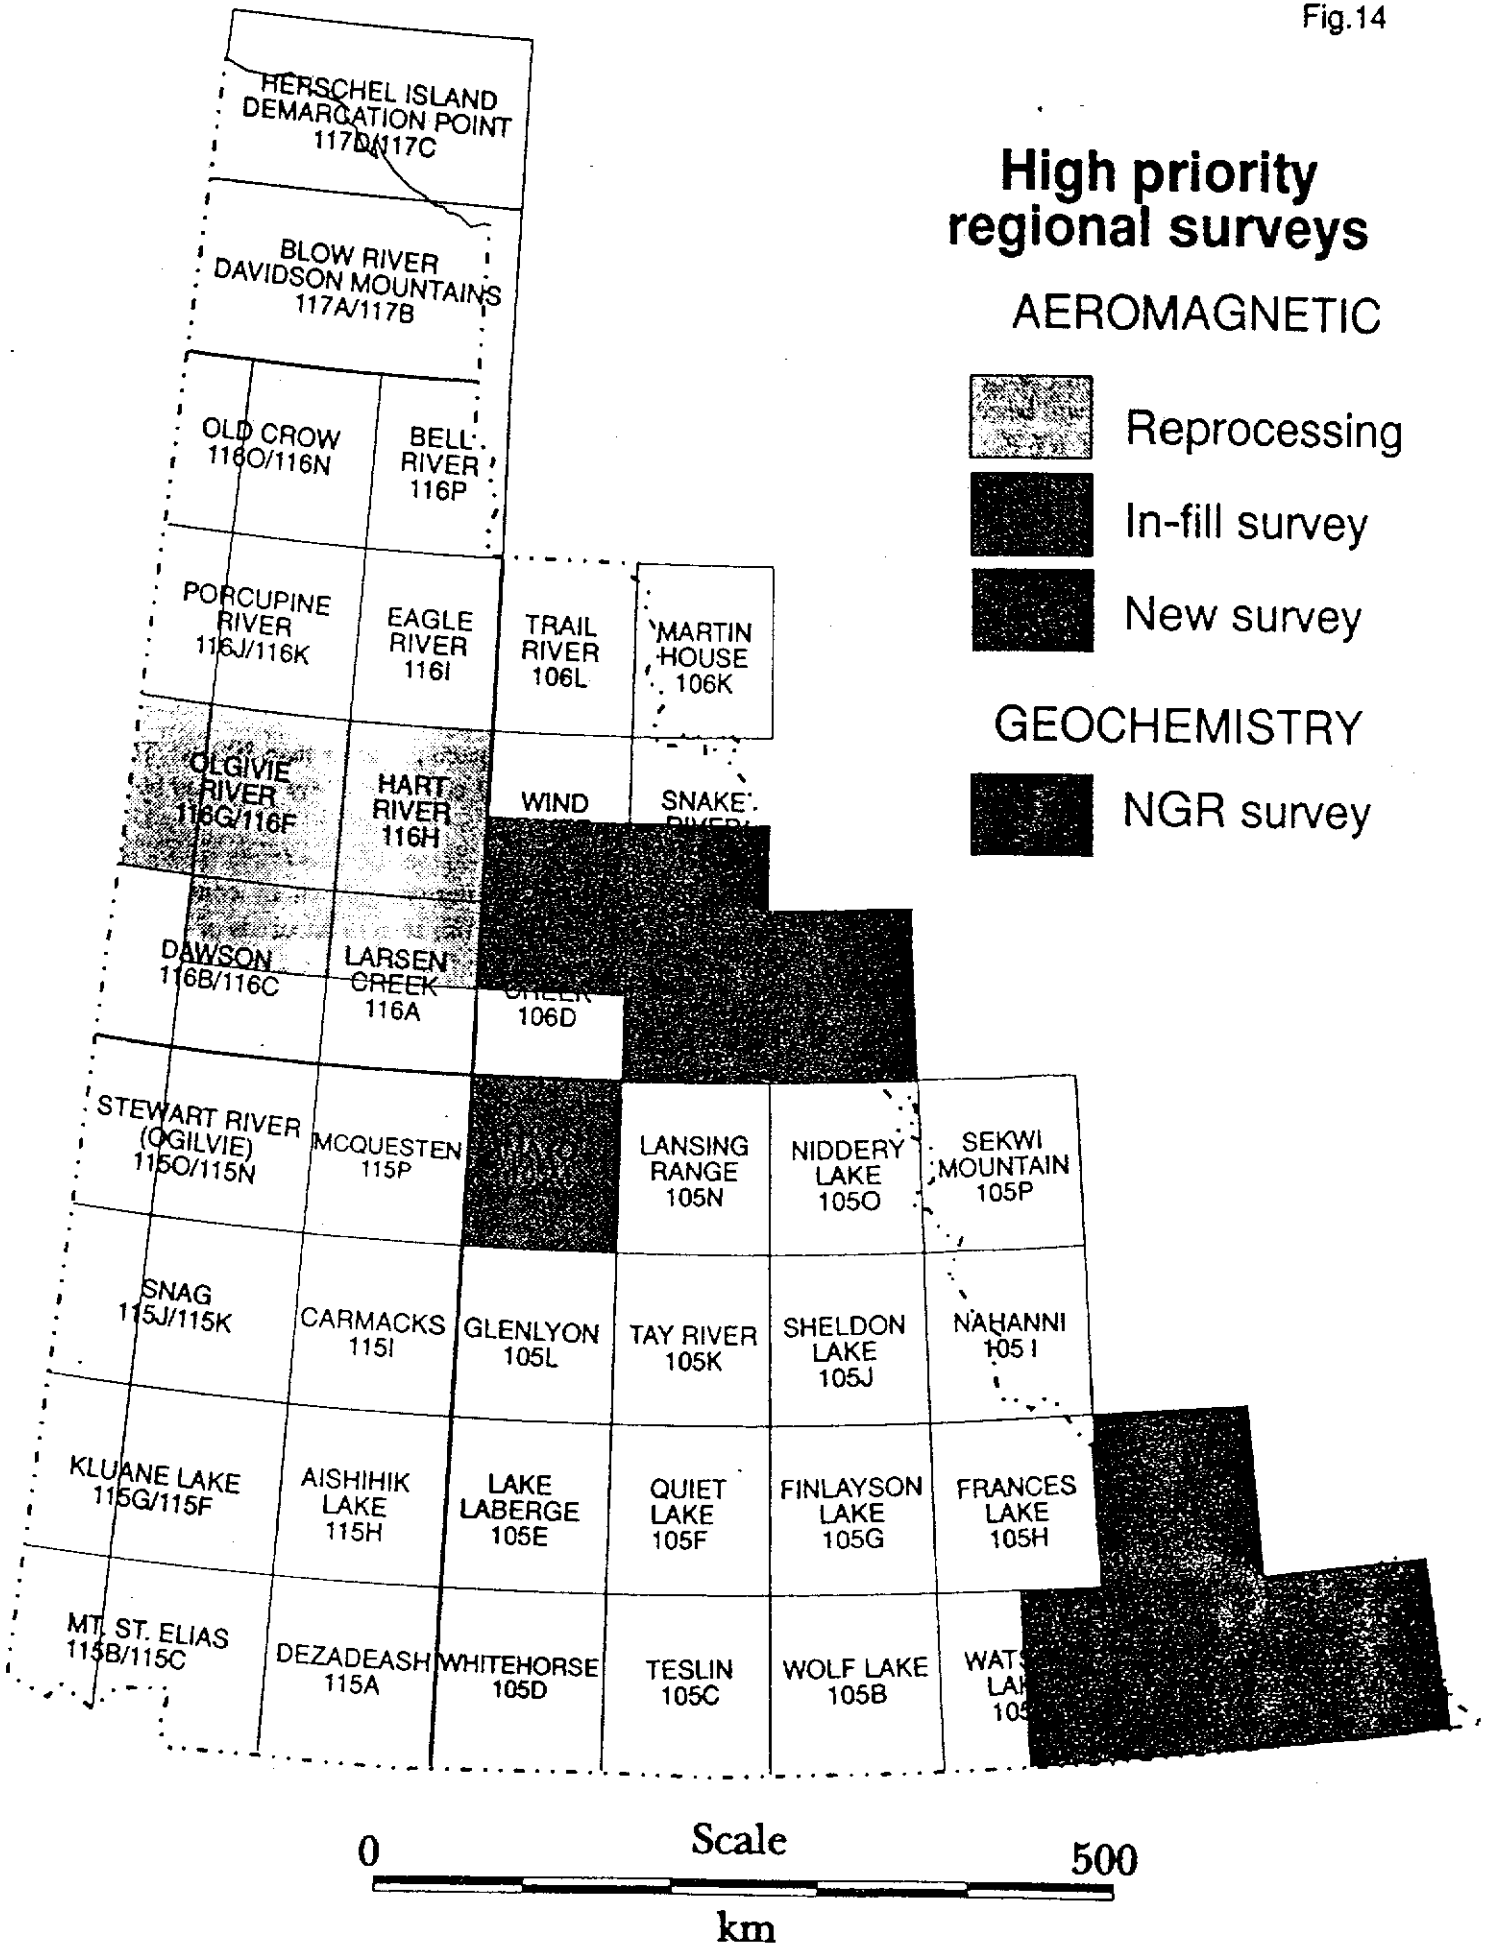 Fig.14
High priority
regional surveys
AEROMAGNETIC
Reprocessing
In-fill survey
New survey
GEOCHEMISTRY
NGR survey
HERSCHEL ISLAND
DEMARCATION POINT
117D/117C
BLOW RIVER
DAVIDSON MOUNTAINS
117A/117B
OLD CROW
116O/116N
BELL
RIVER
116P
PORCUPINE
RIVER
116J/116K
EAGLE
RIVER
116I
TRAIL
RIVER
106L
MARTIN
HOUSE
106K
OLGIVIE
RIVER
116G/116F
HART
RIVER
116H
WIND
SNAKE
RIVER
DAWSON
116B/116C
LARSEN
CREEK
116A
CREEK
106D
STEWART RIVER
(OGILVIE)
115O/115N
MCQUESTEN
115P
MAYO
LANSING
RANGE
105N
NIDDERY
LAKE
105O
SEKWI
MOUNTAIN
105P
SNAG
115J/115K
CARMACKS
115I
GLENLYON
105L
TAY RIVER
105K
SHELDON
LAKE
105J
NAHANNI
105I
KLUANE LAKE
115G/115F
AISHIHIK
LAKE
115H
LAKE
LABERGE
105E
QUIET
LAKE
105F
FINLAYSON
LAKE
105G
FRANCES
LAKE
105H
MT. ST. ELIAS
115B/115C
DEZADEASH
115A
WHITEHORSE
105D
TESLIN
105C
WOLF LAKE
105B
WATS
LAK
105
0 Scale 500
km